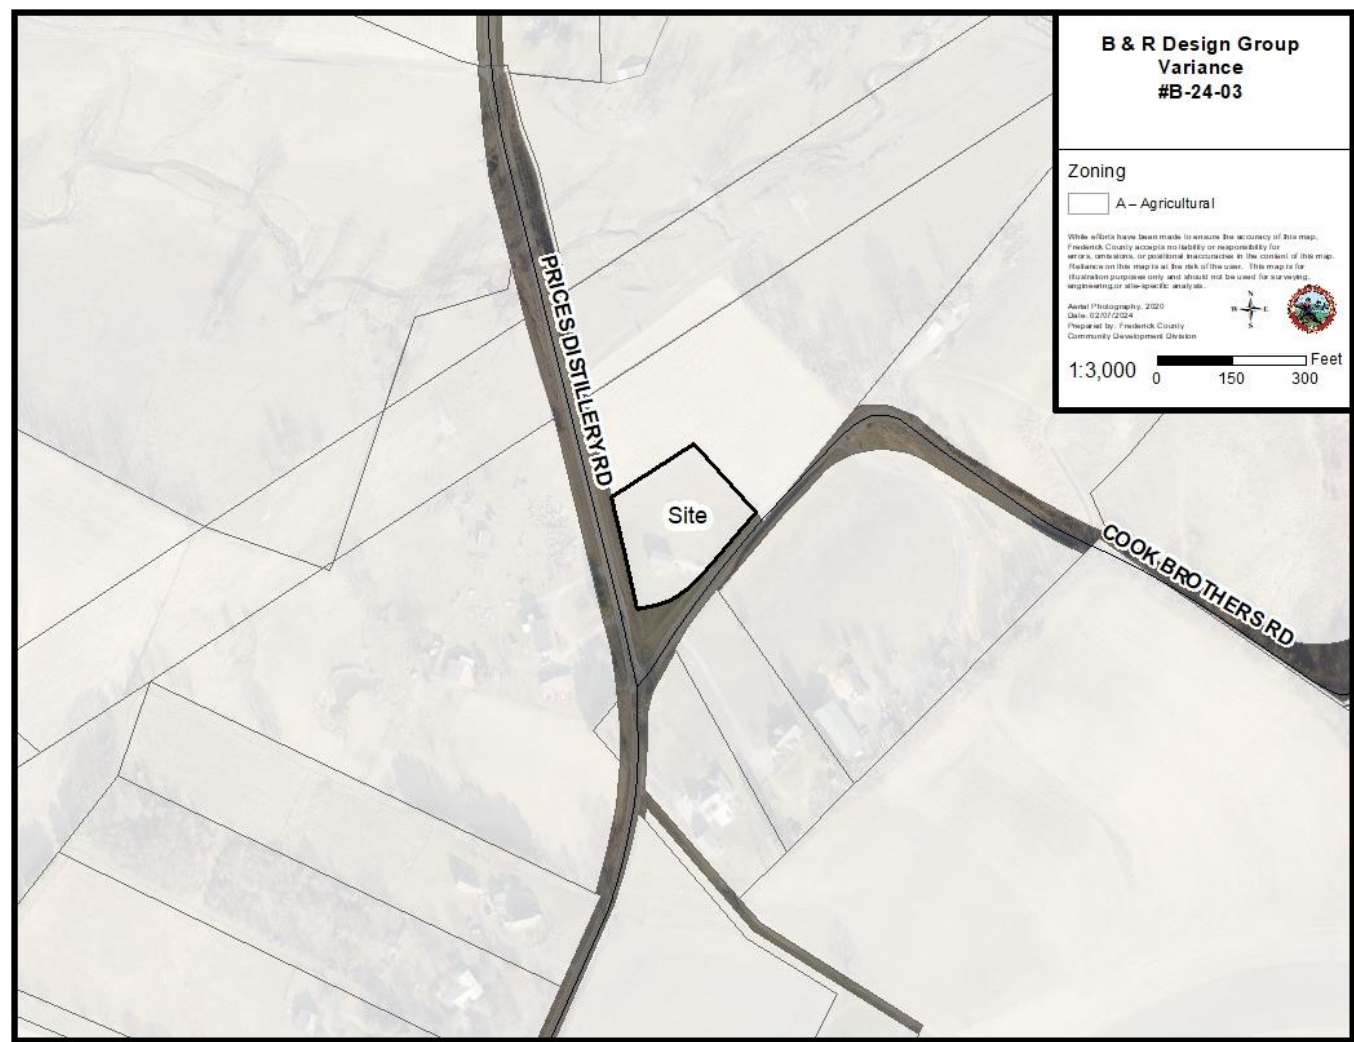 B & R Design Group
Variance
#B-24-03
Zoning
A – Agricultural
While efforts have been made to ensure the accuracy of this map,
Frederick County accepts no liability or responsibility for
errors, omissions, or positional inaccuracies in the content of this map.
Reliance on this map is at the risk of the user. This map is for
illustration purposes only and should not be used for surveying,
engineering, or site-specific analysis.
Aerial Photography, 2020
Date: 02/07/2024
Prepared by: Frederick County
Community Development Division
N
W E
S
1:3,000
Feet
0 150 300
PRICES DISTILLERY RD
Site
COOK BROTHERS RD